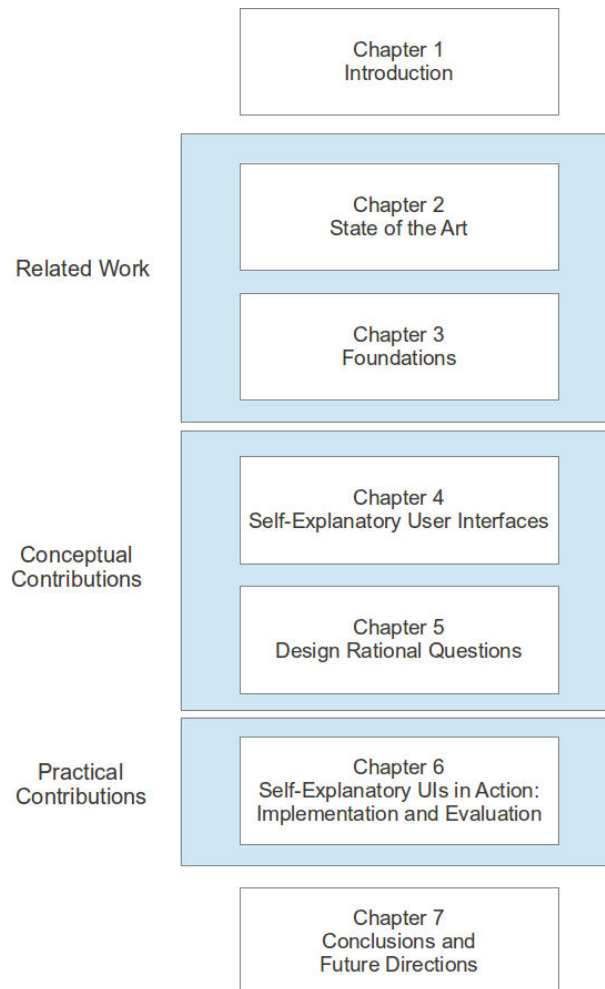 Chapter 1
Introduction
Related Work
Chapter 2
State of the Art
Chapter 3
Foundations
Conceptual
Contributions
Chapter 4
Self-Explanatory User Interfaces
Chapter 5
Design Rational Questions
Practical
Contributions
Chapter 6
Self-Explanatory UIs in Action:
Implementation and Evaluation
Chapter 7
Conclusions and
Future Directions